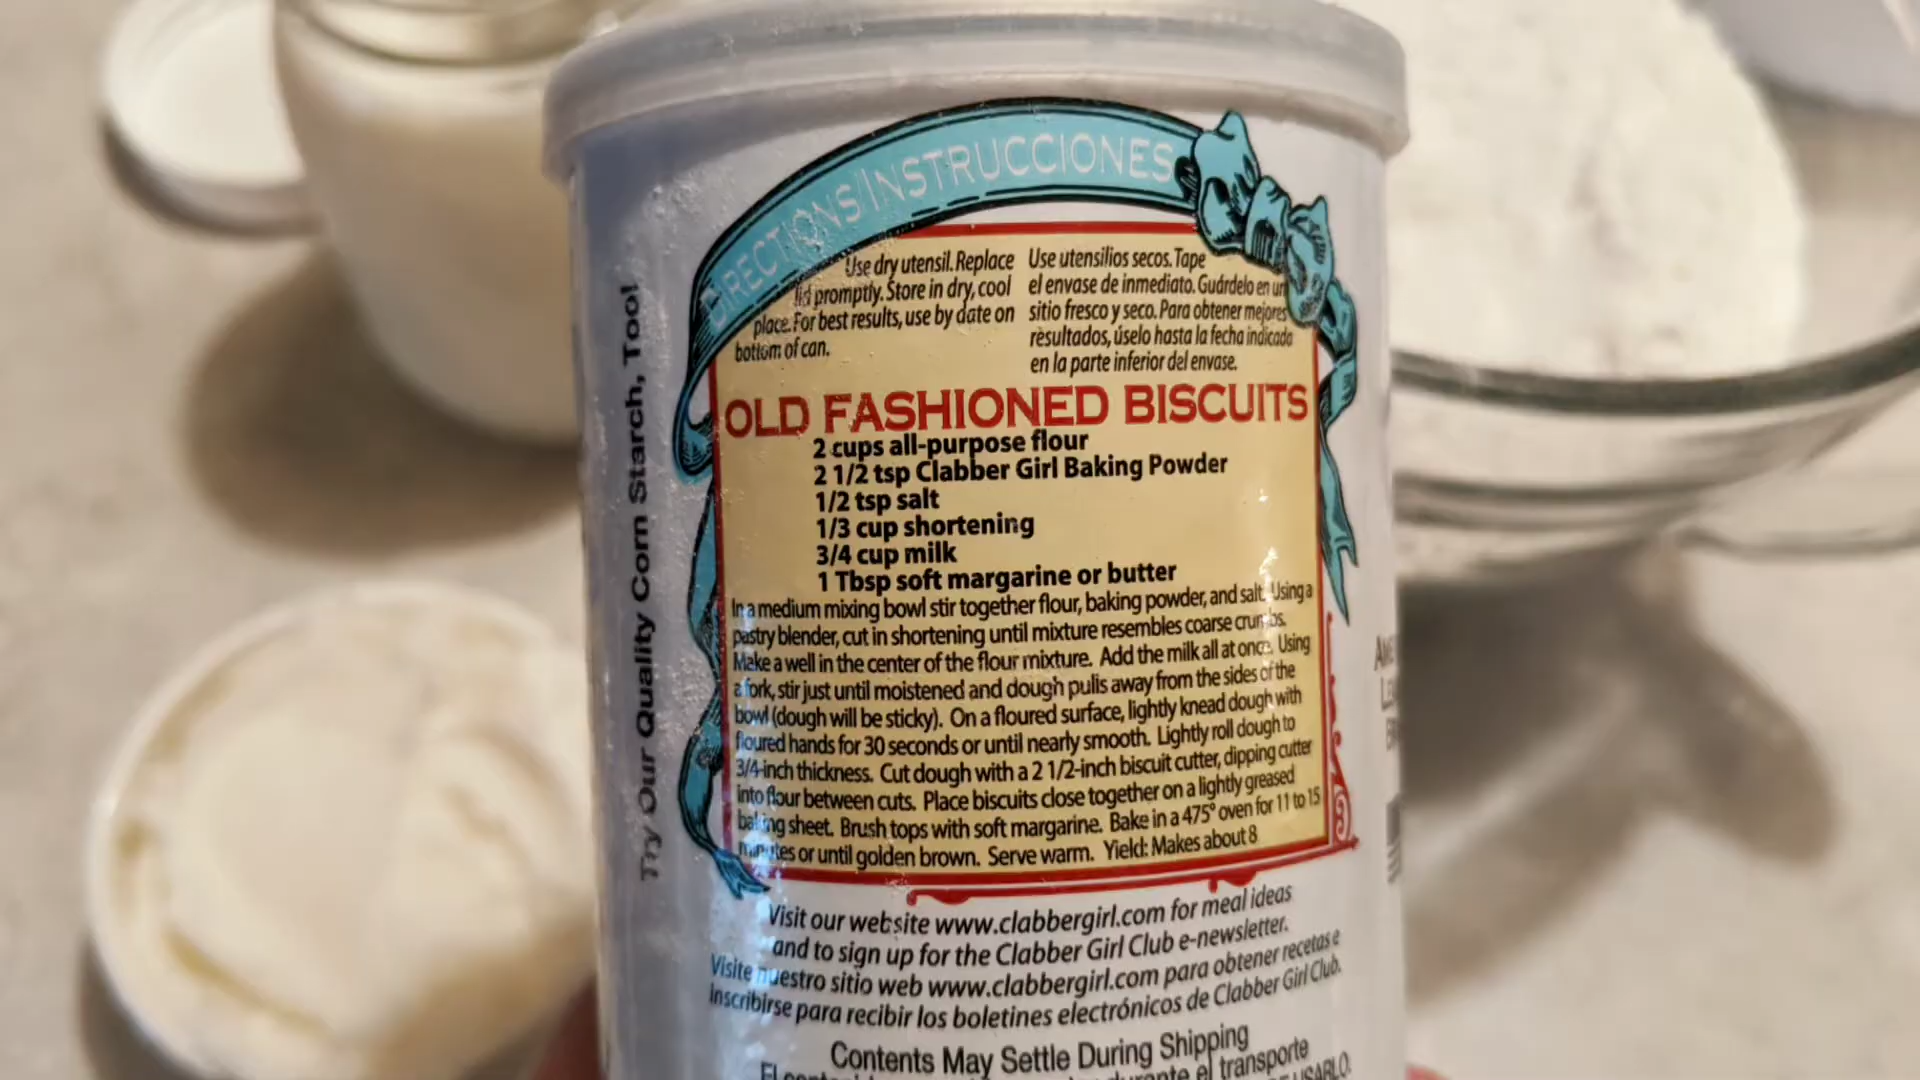 DIRECTIONS/INSTRUCCIONES
Use dry utensil. Replace
lid promptly. Store in dry, cool
place. For best results, use by date on
bottom of can.
Use utensilios secos. Tape
el envase de inmediato. Guárdelo en un
sitio fresco y seco. Para obtener mejores
resultados, úselo hasta la fecha indicada
en la parte inferior del envase.
OLD FASHIONED BISCUITS
2 cups all-purpose flour
2 1/2 tsp Clabber Girl Baking Powder
1/2 tsp salt
1/3 cup shortening
3/4 cup milk
1 Tbsp soft margarine or butter
In a medium mixing bowl stir together flour, baking powder, and salt. Using a
pastry blender, cut in shortening until mixture resembles coarse crumbs.
Make a well in the center of the flour mixture. Add the milk all at once. Using
a fork, stir just until moistened and dough pulls away from the sides of the
bowl (dough will be sticky). On a floured surface, lightly knead dough with
floured hands for 30 seconds or until nearly smooth. Lightly roll dough to
3/4-inch thickness. Cut dough with a 2 1/2-inch biscuit cutter, dipping cutter
into flour between cuts. Place biscuits close together on a lightly greased
baking sheet. Brush tops with soft margarine. Bake in a 475° oven for 11 to 15
minutes or until golden brown. Serve warm. Yield: Makes about 8
Visit our website www.clabbergirl.com for meal ideas
and to sign up for the Clabber Girl Club e-newsletter.
Visite nuestro sitio web www.clabbergirl.com para obtener recetas e
inscribirse para recibir los boletines electrónicos de Clabber Girl Club.
Contents May Settle During Shipping
durante el transporte
USARLO.
Try Our Quality Corn Starch, Too!